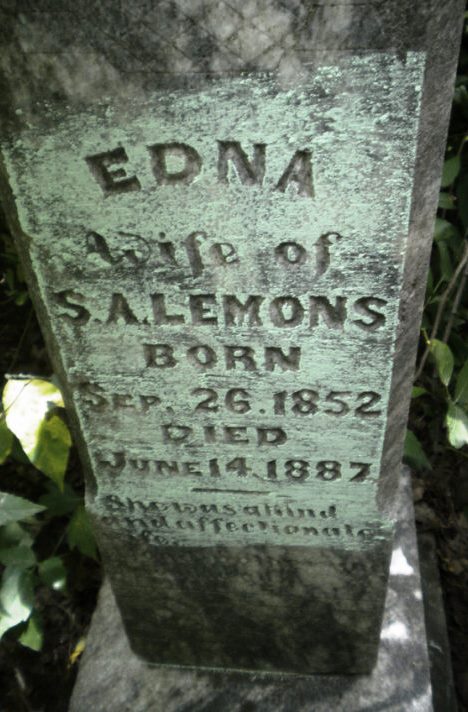 EDNA
Wife of
S.A.LEMONS
BORN
SEP. 26.1852
DIED
JUNE 14.1887
She was a kind
and affectionate